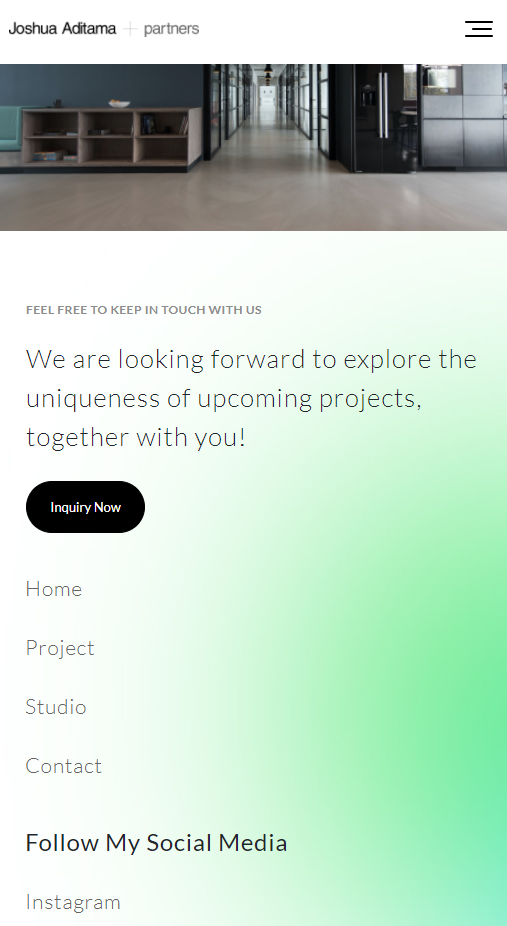 Joshua Aditama + partners
FEEL FREE TO KEEP IN TOUCH WITH US
We are looking forward to explore the
uniqueness of upcoming projects,
together with you!
Inquiry Now
Home
Project
Studio
Contact
Follow My Social Media
Instagram